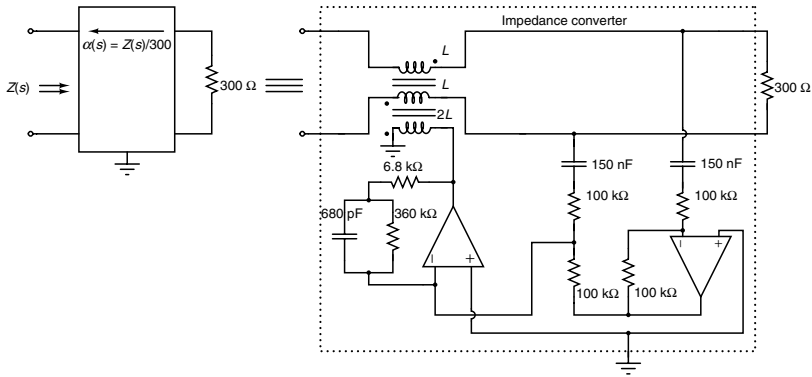 Impedance converter
α(s) = Z(s)/300
Z(s)
300 Ω
L
L
2L
300 Ω
6.8 kΩ
680 pF
360 kΩ
150 nF
150 nF
100 kΩ
100 kΩ
100 kΩ
100 kΩ
−
+
−
+